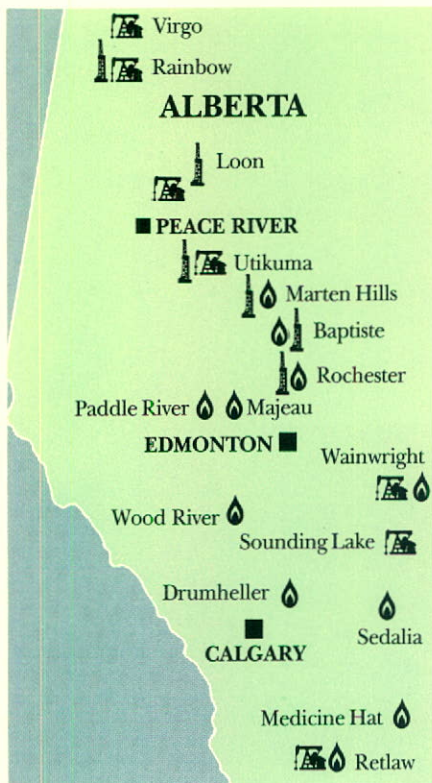 Virgo
Rainbow
ALBERTA
Loon
PEACE RIVER
Utikuma
Marten Hills
Baptiste
Rochester
Paddle River
Majeau
EDMONTON
Wainwright
Wood River
Sounding Lake
Drumheller
Sedalia
CALGARY
Medicine Hat
Retlaw